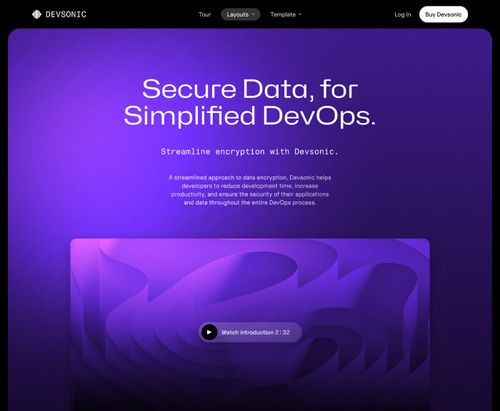 DEVSONIC
Tour
Layouts
Template
Log in
Buy Devsonic
Secure Data, for
Simplified DevOps.
Streamline encryption with Devsonic.
A streamlined approach to data encryption, Devsonic helps
developers to reduce development time, increase
productivity, and ensure the security of their applications
and data throughout the entire DevOps process.
Watch introduction 2:32